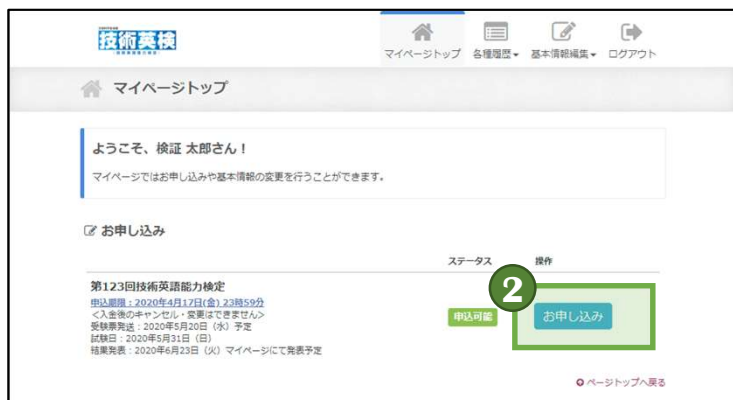 技術英検
マイページトップ 各種履歴 基本情報編集 ログアウト
マイページトップ
ようこそ、検証 太郎さん！
マイページではお申し込みや基本情報の変更を行うことができます。
お申し込み
ステータス 操作
第123回技術英語能力検定
申込期限：2020年4月17日(金) 23時59分
＜入金後のキャンセル・変更はできません＞
受験票発送：2020年5月20日（水）予定
試験日：2020年5月31日（日）
結果発表：2020年6月23日（火）マイページにて発表予定
申込可能
2
お申し込み
ページトップへ戻る